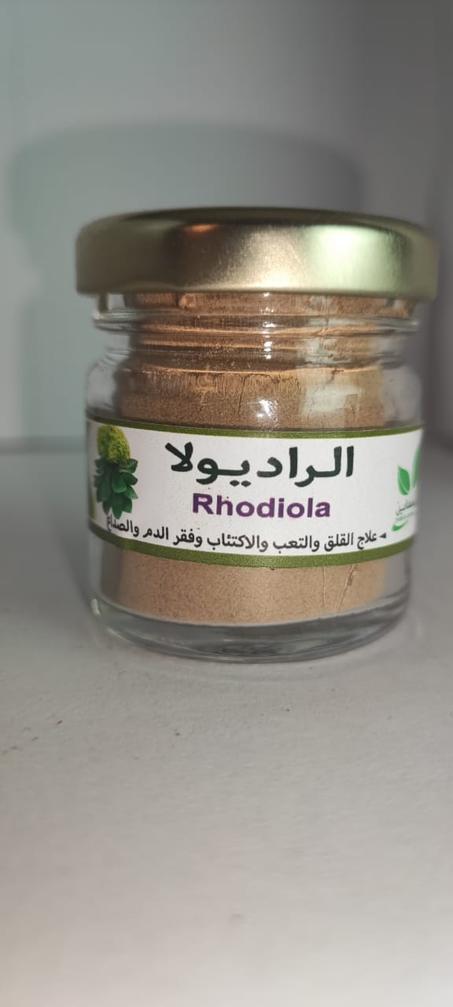 الراديولا
Rhodiola
علاج القلق والتعب والاكتئاب وفقر الدم والصداع